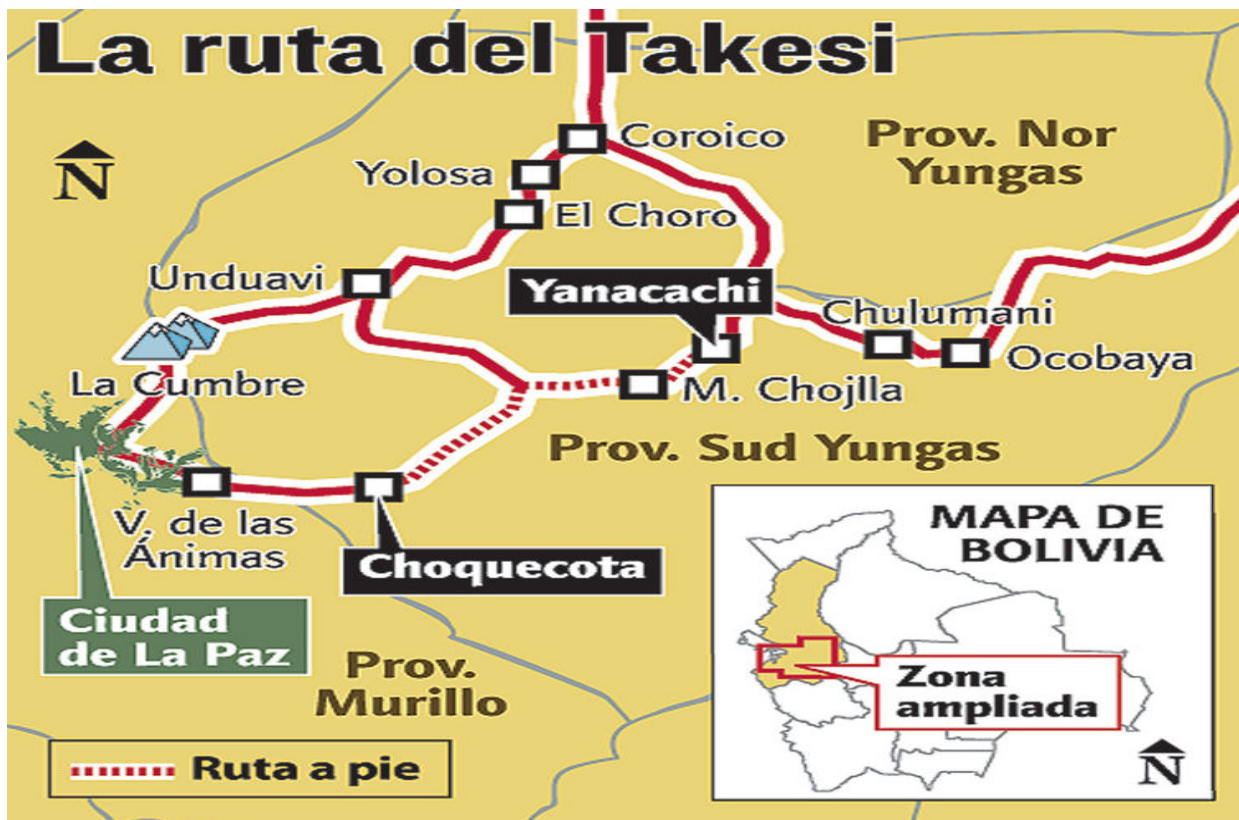 La ruta del Takesi
N
Coroico
Prov. Nor
Yungas
Yolosa
El Choro
Unduavi
Yanacachi
Chulumani
Ocobaya
La Cumbre
M. Chojlla
Prov. Sud Yungas
V. de las
Ánimas
Choquecota
Ciudad
de La Paz
Prov.
Murillo
Ruta a pie
MAPA DE
BOLIVIA
Zona
ampliada
N